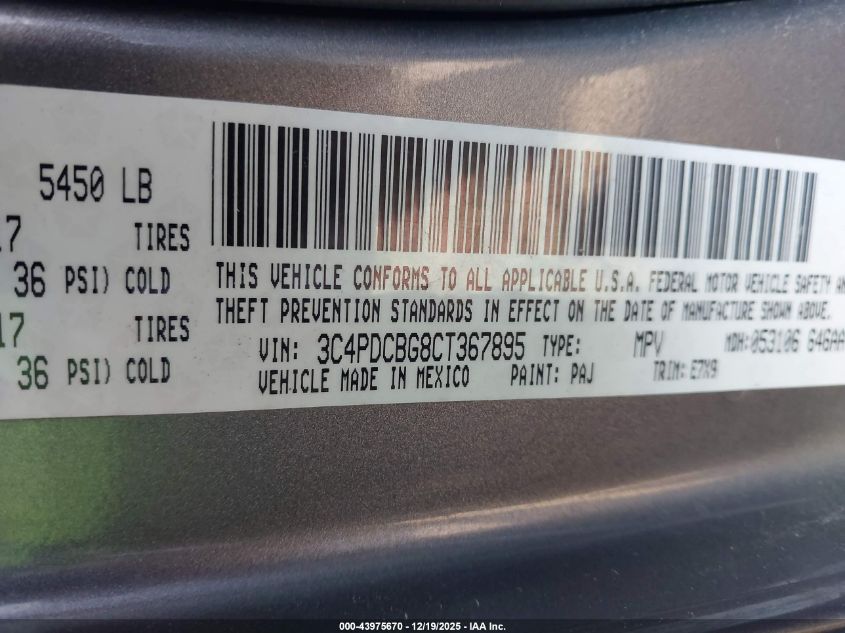 5450 LB
17 TIRES
36 PSI) COLD
17 TIRES
36 PSI) COLD
THIS VEHICLE CONFORMS TO ALL APPLICABLE U.S.A. FEDERAL MOTOR VEHICLE SAFETY
THEFT PREVENTION STANDARDS IN EFFECT ON THE DATE OF MANUFACTURE SHOWN ABOVE.
VIN: 3C4PDCBG8CT367895 TYPE: MPV MDH:053106
VEHICLE MADE IN MEXICO PAINT: PAJ TRIM: E7X9
000-43975670 - 12/19/2025 - IAA Inc.